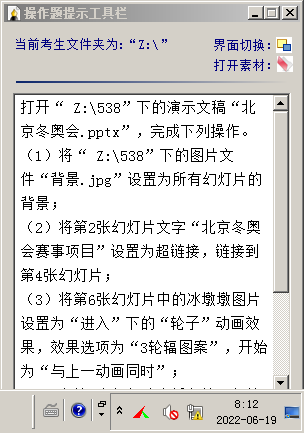 操作题提示工具栏
当前考生文件夹为:“Z:\”
界面切换:
打开素材:
打开“ Z:\538”下的演示文稿“北
京冬奥会.pptx”,完成下列操作。
(1)将“ Z:\538”下的图片文
件“背景.jpg”设置为所有幻灯片的
背景;
(2)将第2张幻灯片文字“北京冬奥
会赛事项目”设置为超链接,链接到
第4张幻灯片;
(3)将第6张幻灯片中的冰墩墩图片
设置为“进入”下的“轮子”动画效
果,效果选项为“3轮辐图案”,开始
为“与上一动画同时”;
8:12
2022-06-19